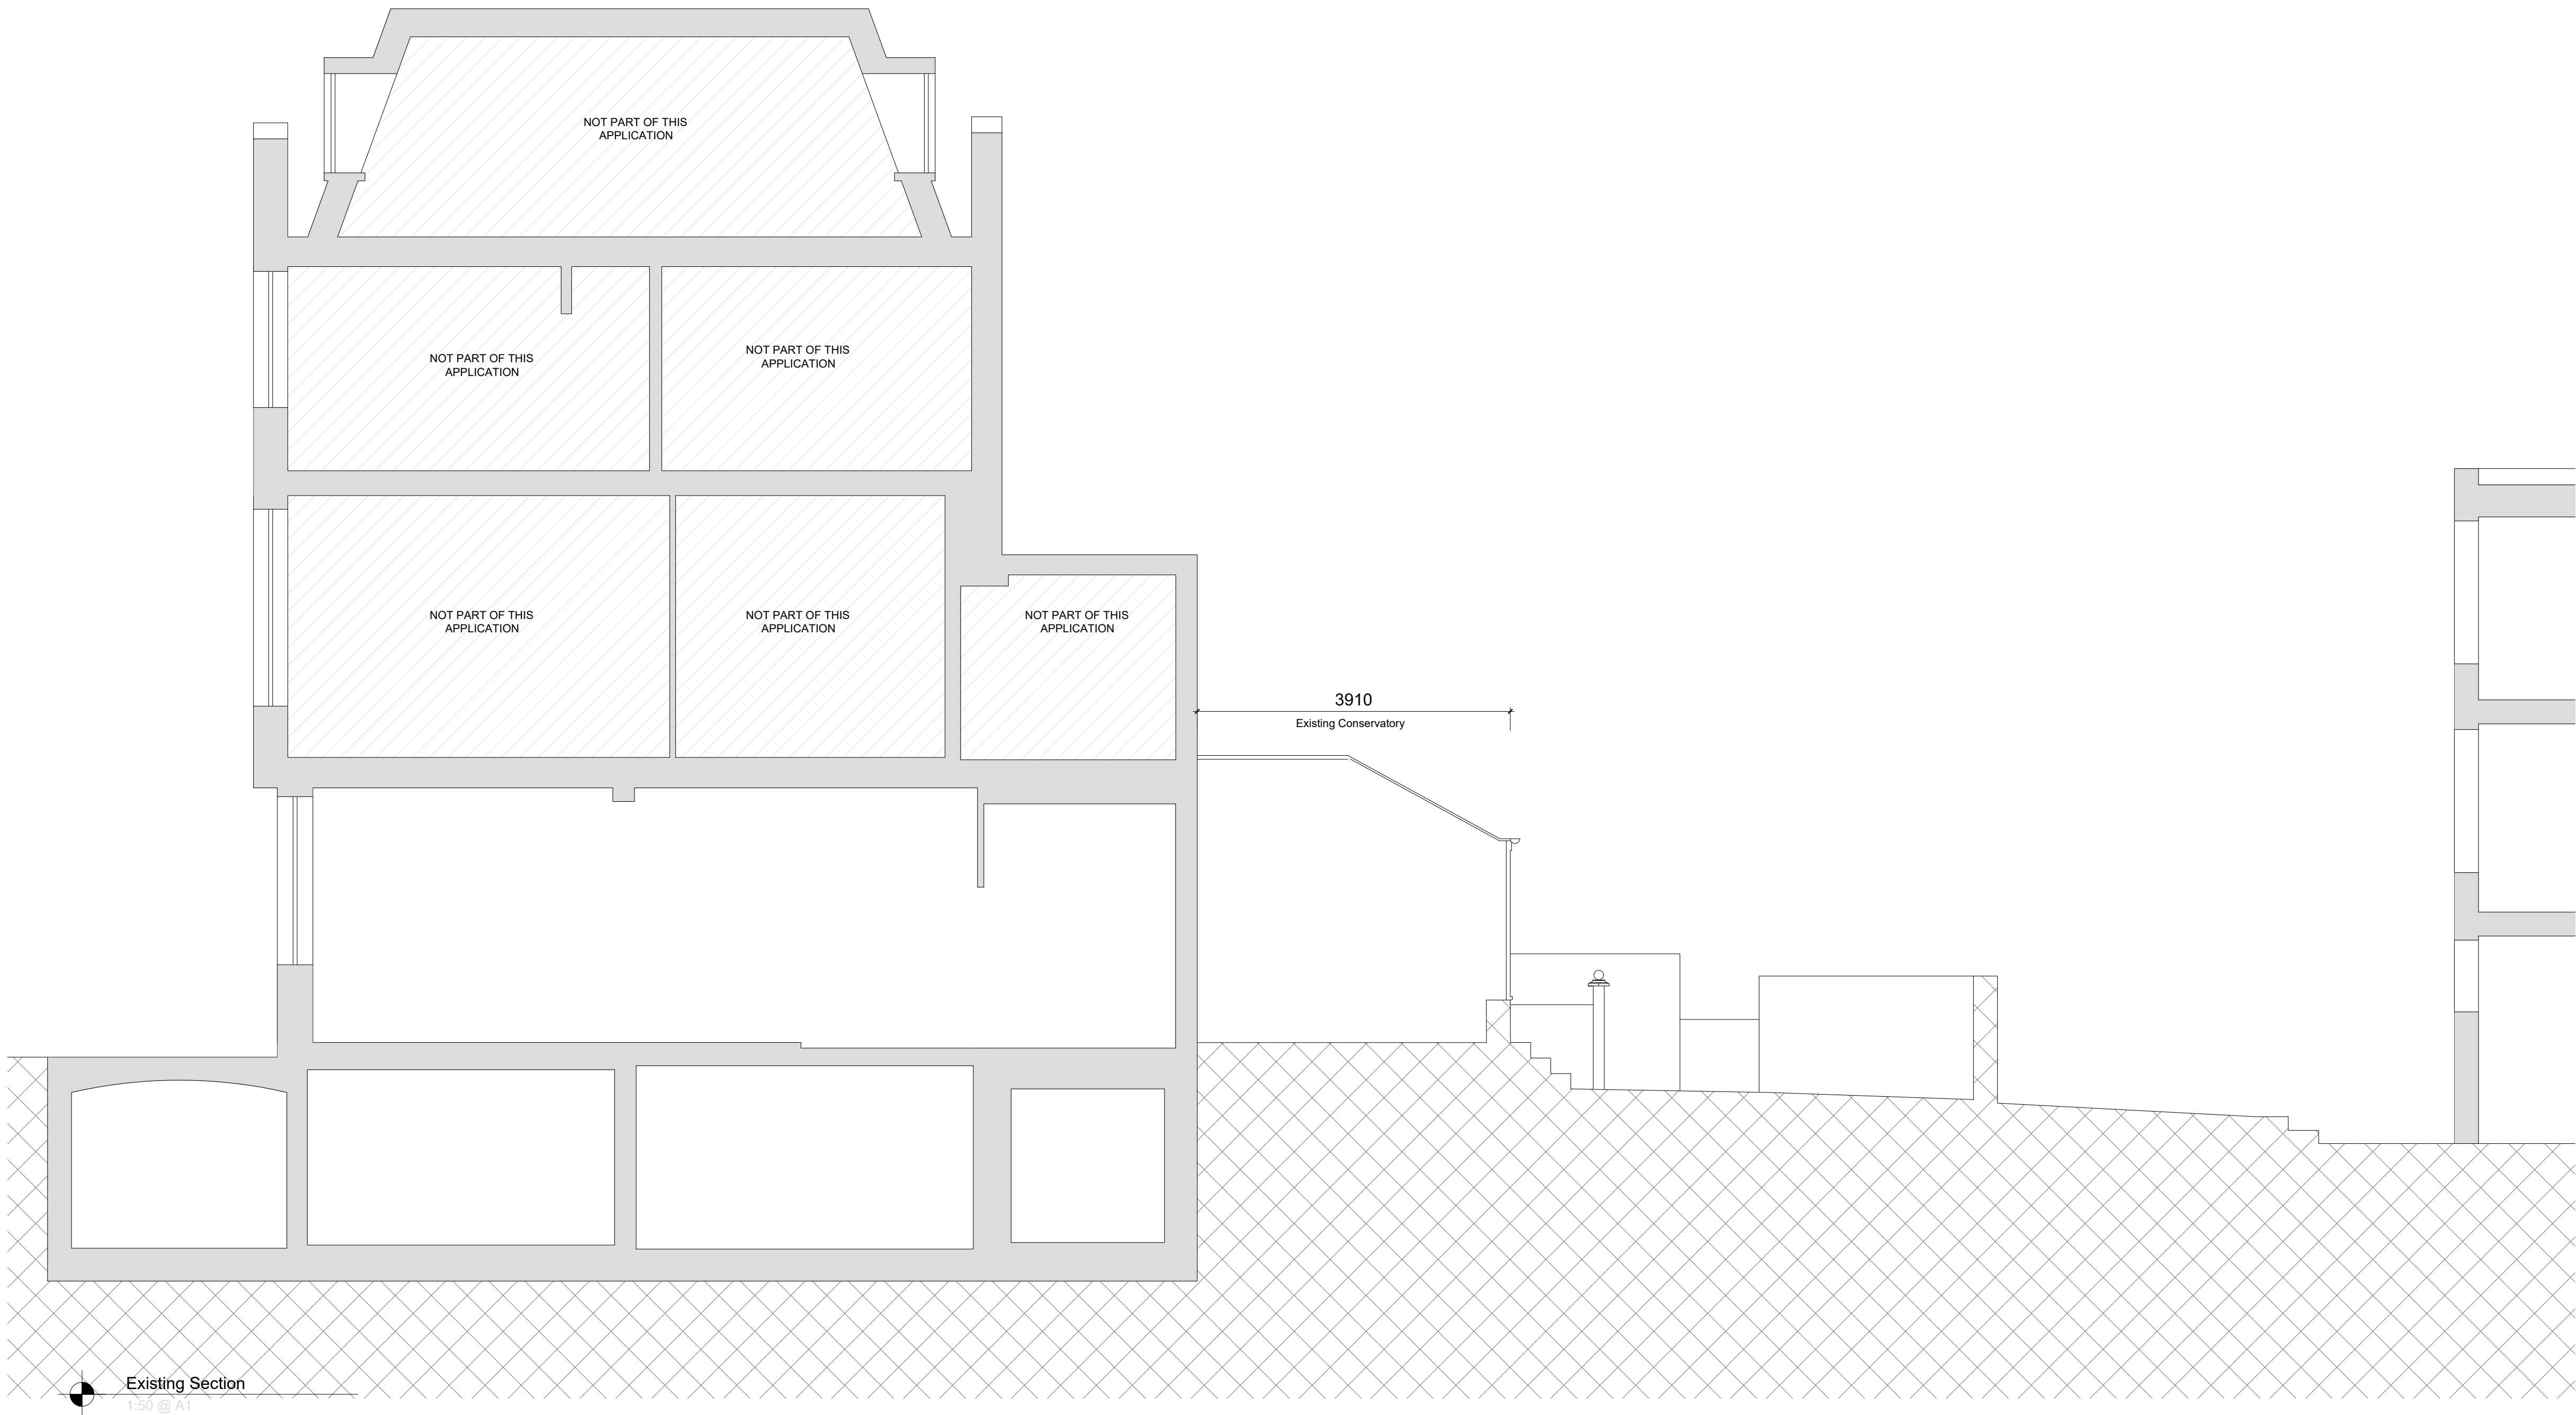 NOT PART OF THIS
APPLICATION
NOT PART OF THIS
APPLICATION
NOT PART OF THIS
APPLICATION
NOT PART OF THIS
APPLICATION
NOT PART OF THIS
APPLICATION
NOT PART OF THIS
APPLICATION
3910
Existing Conservatory
Existing Section
1:50 @ A1